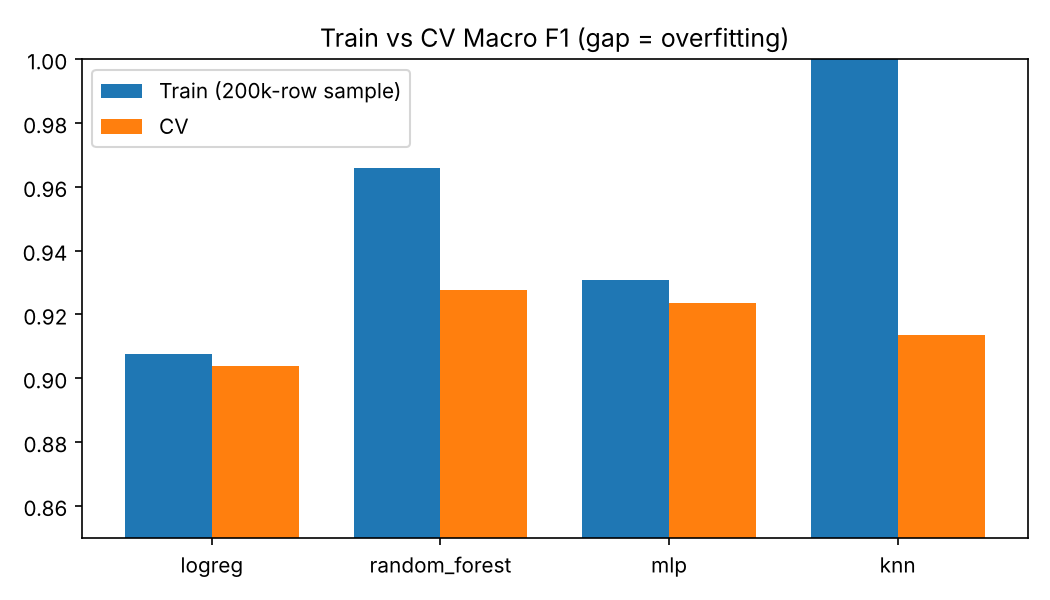 Train vs CV Macro F1 (gap = overfitting)
Train (200k-row sample)
CV
1.00
0.98
0.96
0.94
0.92
0.90
0.88
0.86
logreg
random_forest
mlp
knn